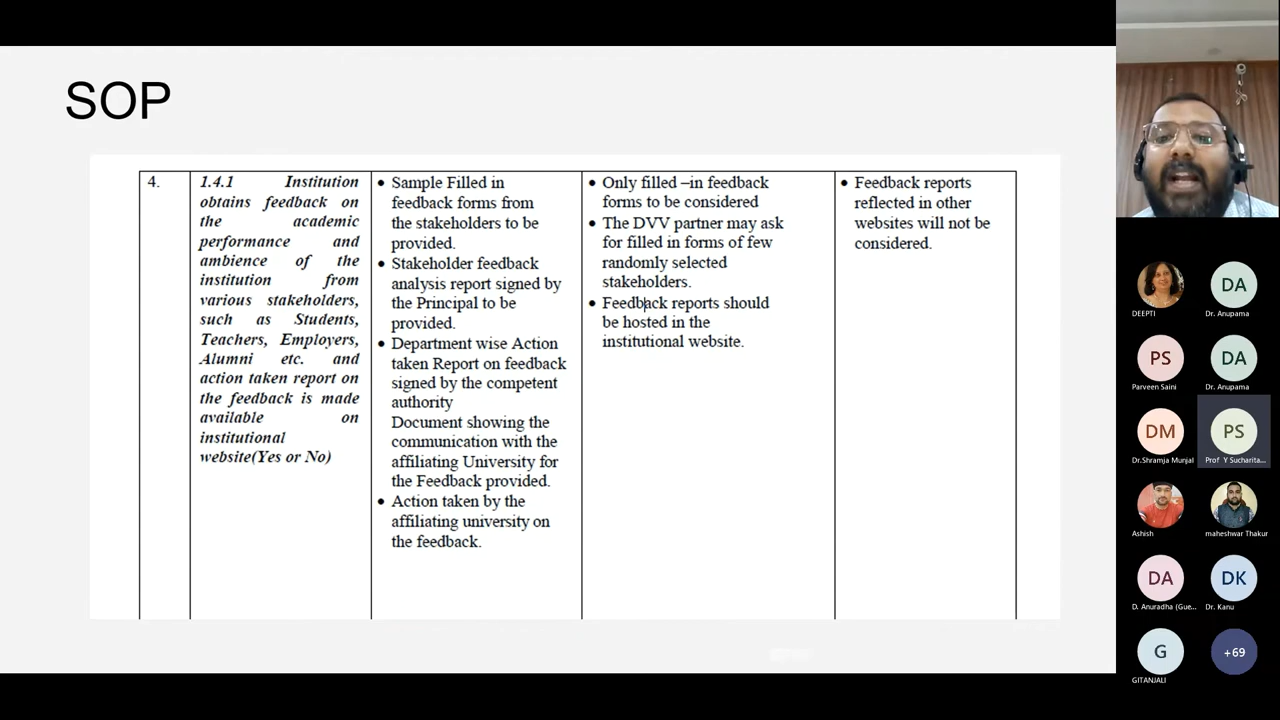 SOP
4.
1.4.1 Institution
obtains feedback on
the academic
performance and
ambience of the
institution from
various stakeholders,
such as Students,
Teachers, Employers,
Alumni etc. and
action taken report on
the feedback is made
available on
institutional
website(Yes or No)
• Sample Filled in
feedback forms from
the stakeholders to be
provided.
• Stakeholder feedback
analysis report signed by
the Principal to be
provided.
• Department wise Action
taken Report on feedback
signed by the competent
authority
Document showing the
communication with the
affiliating University for
the Feedback provided.
• Action taken by the
affiliating university on
the feedback.
• Only filled –in feedback
forms to be considered
• The DVV partner may ask
for filled in forms of few
randomly selected
stakeholders.
• Feedback reports should
be hosted in the
institutional website.
• Feedback reports
reflected in other
websites will not be
considered.
DEEPTI
DA
Dr. Anupama
PS
Parveen Saini
DA
Dr. Anupama
DM
Dr.Shramja Munjal
PS
Prof Y Sucharita...
Ashish
maheshwar Thakur
DA
D. Anuradha (Gue...
DK
Dr. Kanu
G
GITANJALI
+69